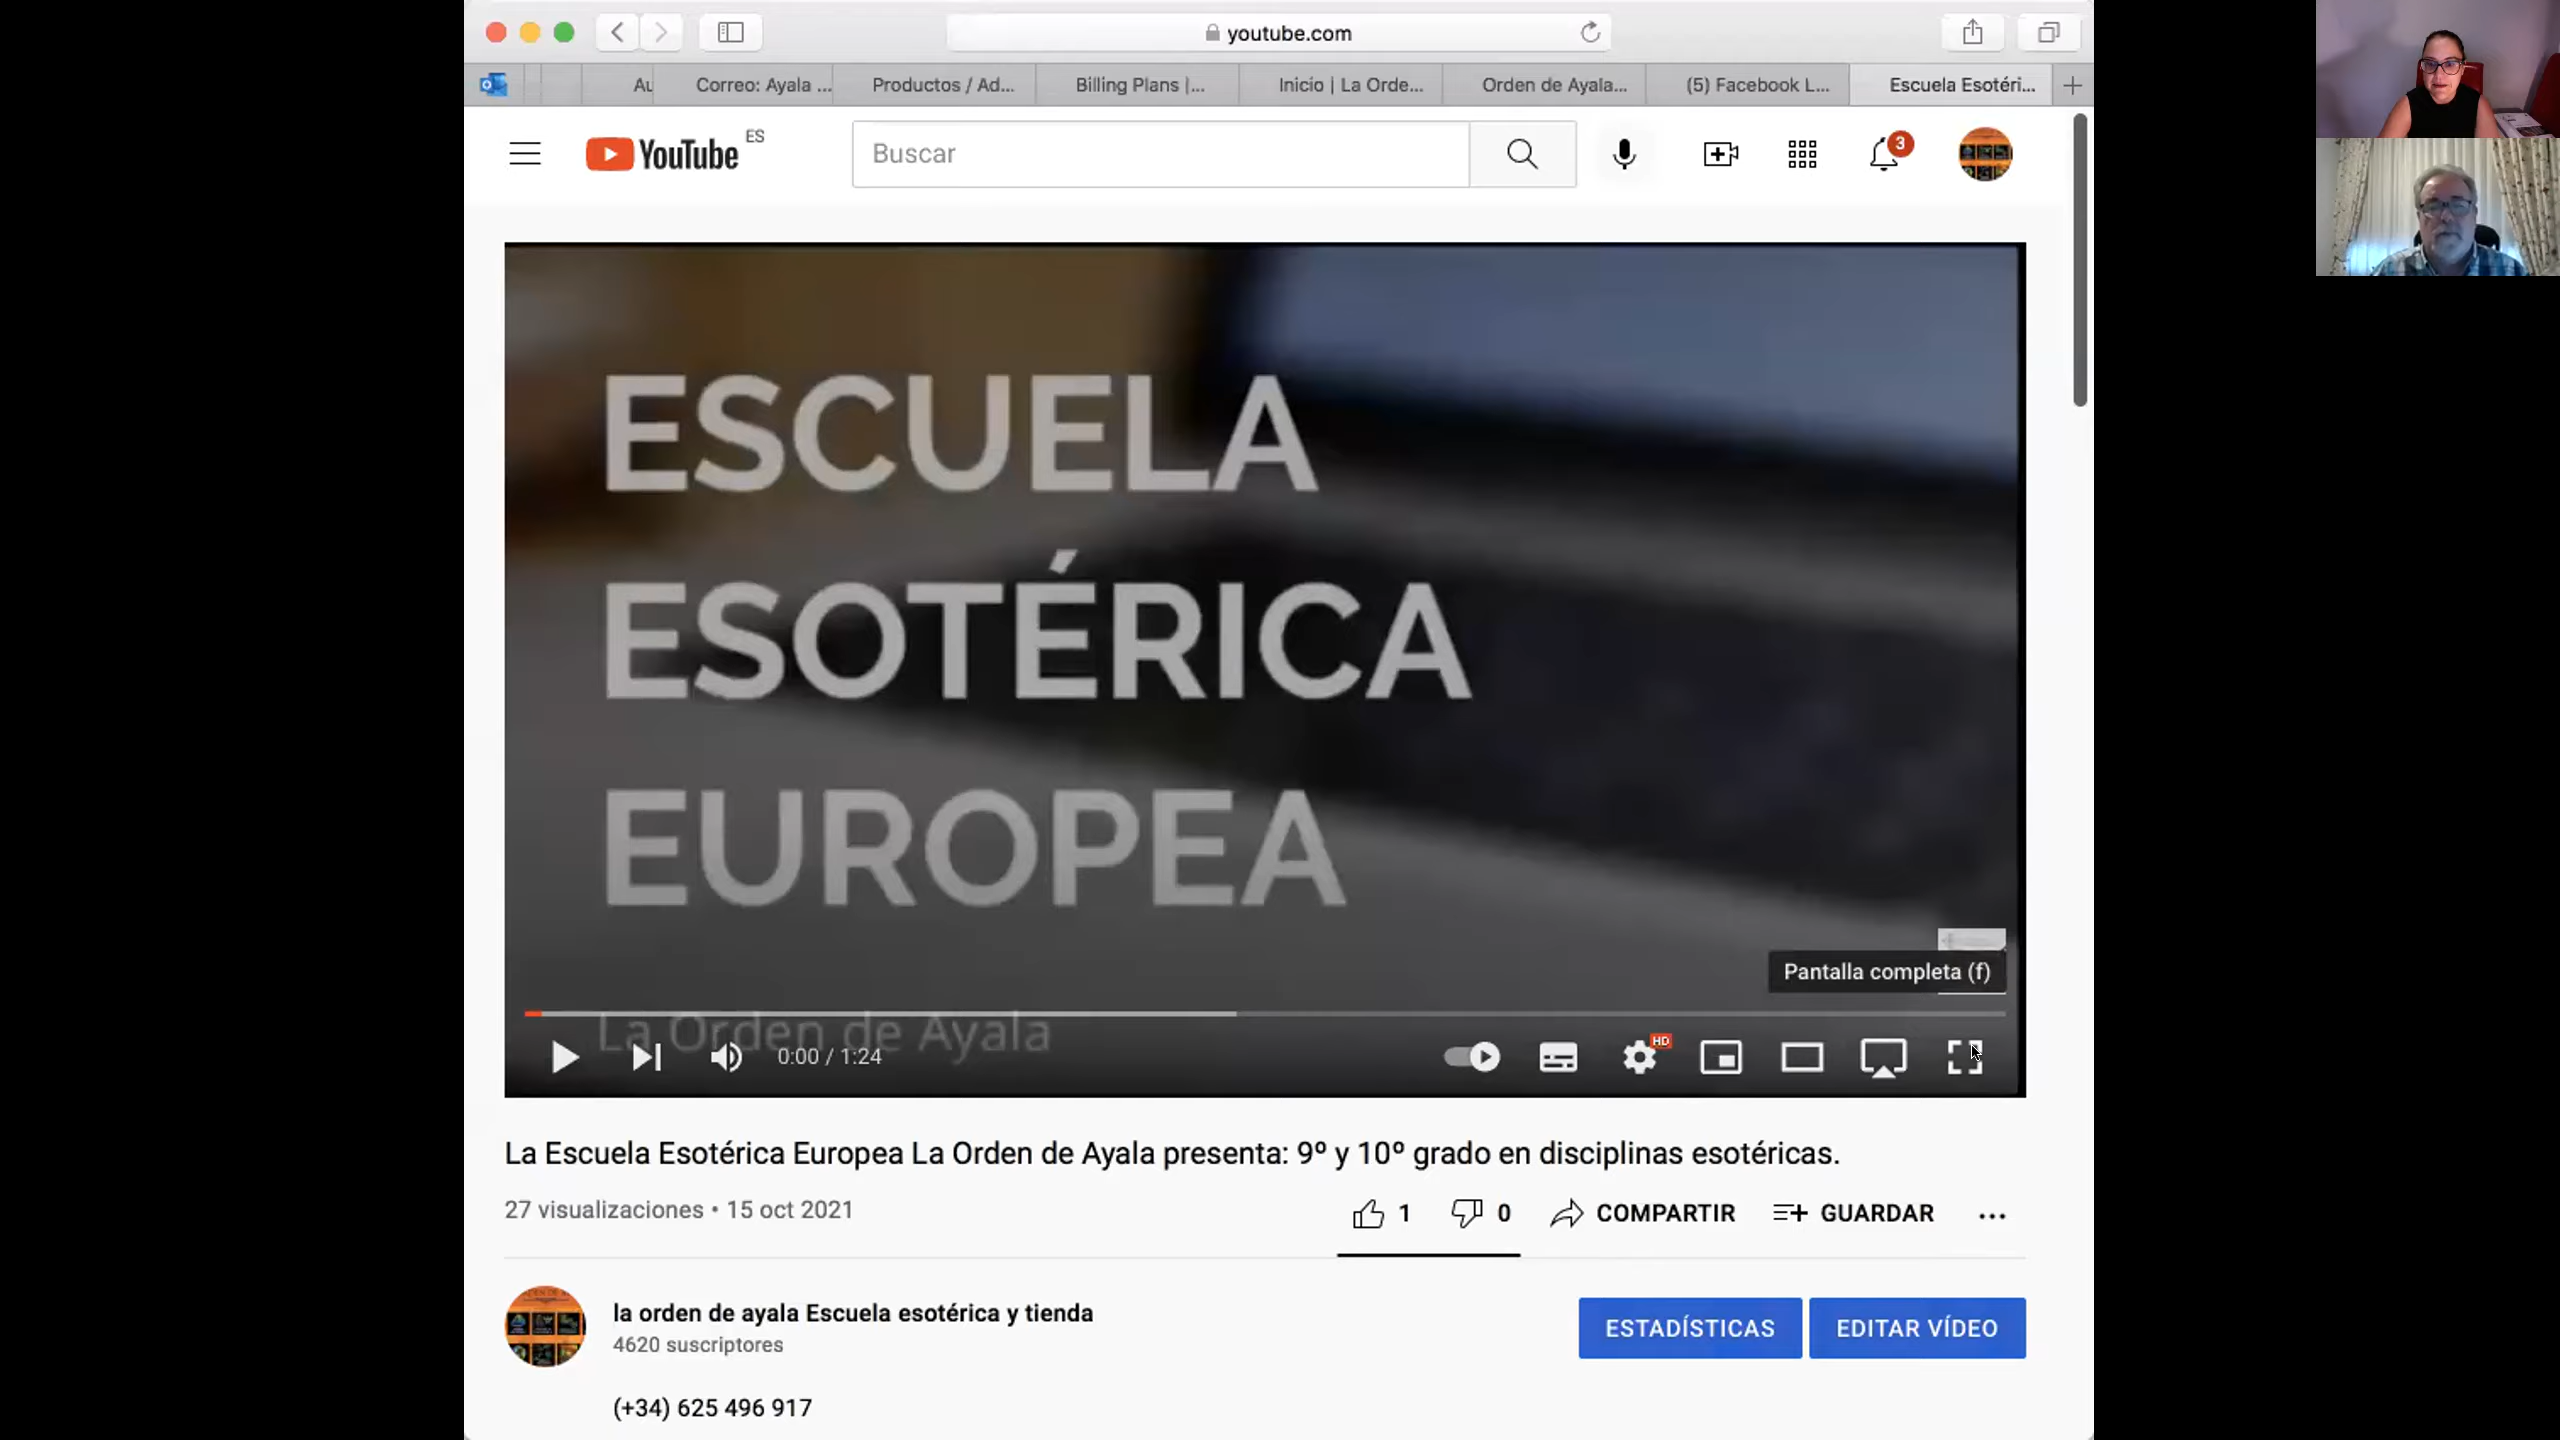 youtube.com
Au
Correo: Ayala ...
Productos / Ad...
Billing Plans |...
Inicio | La Orde...
Orden de Ayala...
(5) Facebook L...
Escuela Esotéri...
YouTube ES
Buscar
3
ESCUELA
ESOTÉRICA
EUROPEA
Pantalla completa (f)
La Orden de Ayala
0:00 / 1:24
HD
La Escuela Esotérica Europea La Orden de Ayala presenta: 9º y 10º grado en disciplinas esotéricas.
27 visualizaciones • 15 oct 2021
1
0
COMPARTIR
GUARDAR
la orden de ayala Escuela esotérica y tienda
4620 suscriptores
ESTADÍSTICAS
EDITAR VÍDEO
(+34) 625 496 917